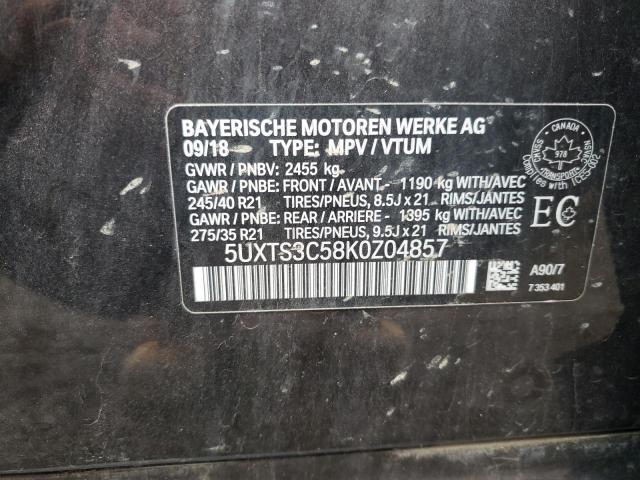 BAYERISCHE MOTOREN WERKE AG
09/18 TYPE: MPV / VTUM
GVWR / PNBV: 2455 kg
GAWR / PNBE: FRONT / AVANT - 1190 kg WITH/AVEC
245/40 R21 TIRES/PNEUS, 8.5J x 21 RIMS/JANTES
GAWR / PNBE: REAR / ARRIERE - 1395 kg WITH/AVEC
275/35 R21 TIRES/PNEUS, 9.5J x 21 RIMS/JANTES
5UXTS3C58K0Z04857
CANADA
978
TRANSPORT
EC
A90/7
7 353 401